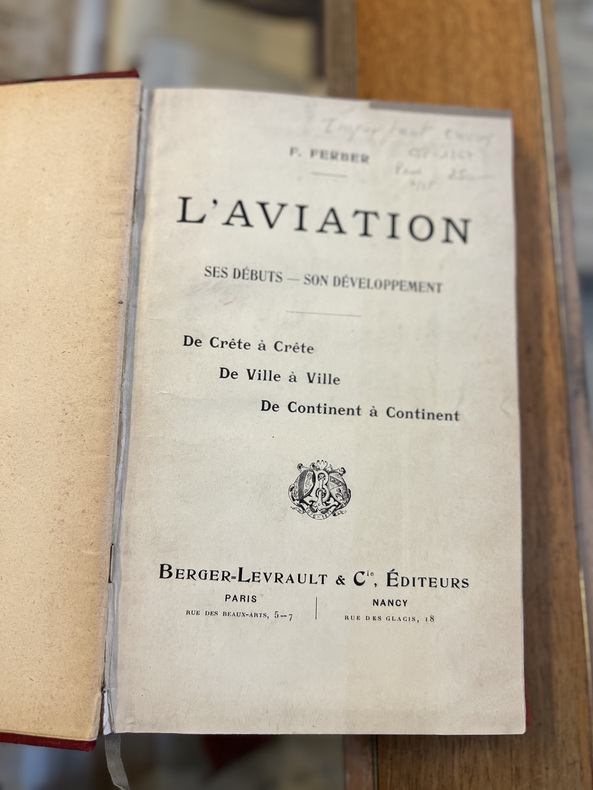 Important
F. FERBER
L'AVIATION
SES DÉBUTS — SON DÉVELOPPEMENT
De Crête à Crête
De Ville à Ville
De Continent à Continent
BERGER-LEVRAULT & Cie, ÉDITEURS
PARIS
RUE DES BEAUX-ARTS, 5–7
NANCY
RUE DES GLACIS, 18